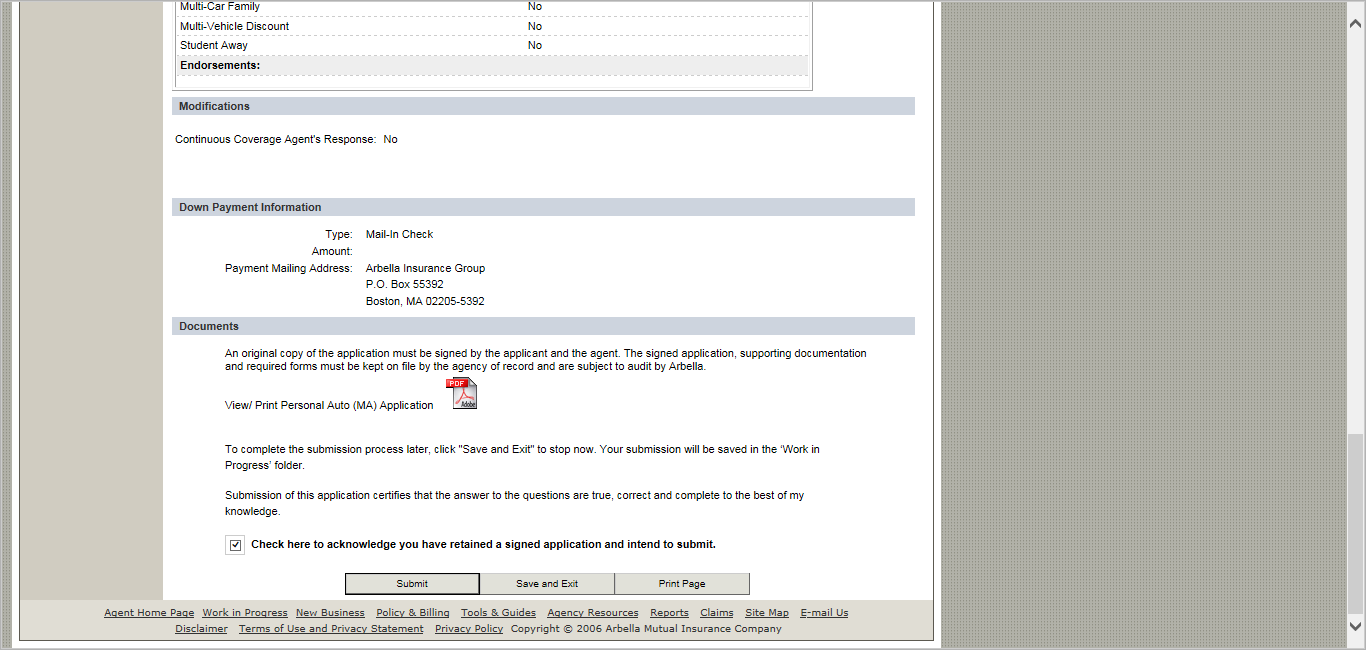 Multi-Car Family No
Multi-Vehicle Discount No
Student Away No
Endorsements:
Modifications
Continuous Coverage Agent's Response: No
Down Payment Information
Type: Mail-In Check
Amount:
Payment Mailing Address: Arbella Insurance Group
P.O. Box 55392
Boston, MA 02205-5392
Documents
An original copy of the application must be signed by the applicant and the agent. The signed application, supporting documentation
and required forms must be kept on file by the agency of record and are subject to audit by Arbella.
PDF
Adobe
View/ Print Personal Auto (MA) Application
To complete the submission process later, click "Save and Exit" to stop now. Your submission will be saved in the 'Work in
Progress' folder.
Submission of this application certifies that the answer to the questions are true, correct and complete to the best of my
knowledge.
Check here to acknowledge you have retained a signed application and intend to submit.
Submit Save and Exit Print Page
Agent Home Page Work in Progress New Business Policy & Billing Tools & Guides Agency Resources Reports Claims Site Map E-mail Us
Disclaimer Terms of Use and Privacy Statement Privacy Policy Copyright © 2006 Arbella Mutual Insurance Company